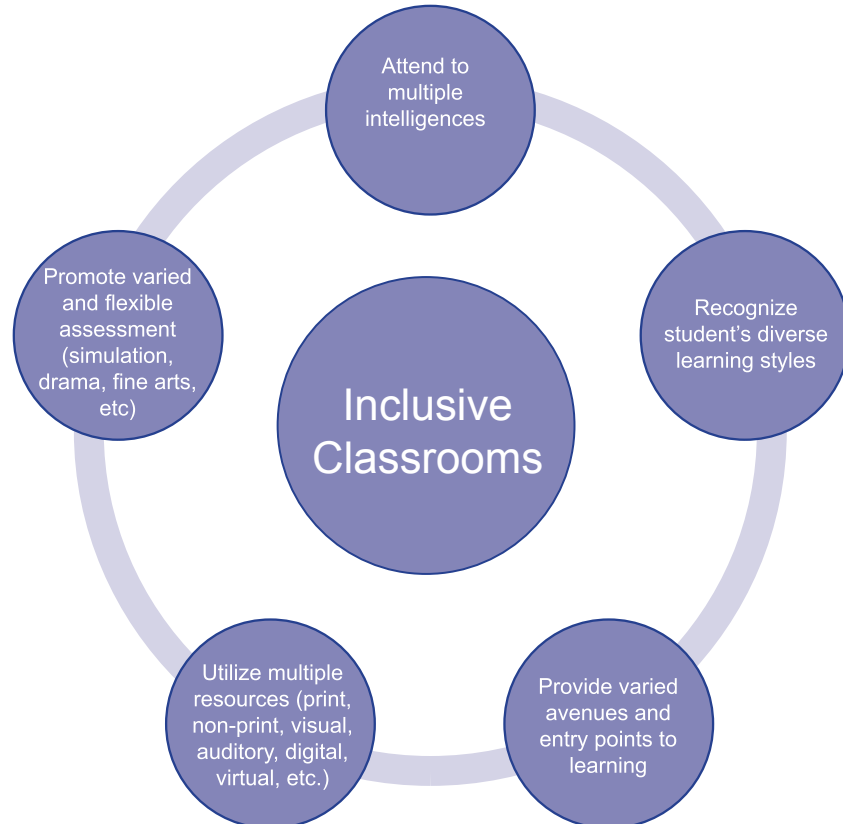 Attend to
multiple
intelligences
Recognize
student’s diverse
learning styles
Provide varied
avenues and
entry points to
learning
Utilize multiple
resources (print,
non-print, visual,
auditory, digital,
virtual, etc.)
Promote varied
and flexible
assessment
(simulation,
drama, fine arts,
etc)
Inclusive
Classrooms